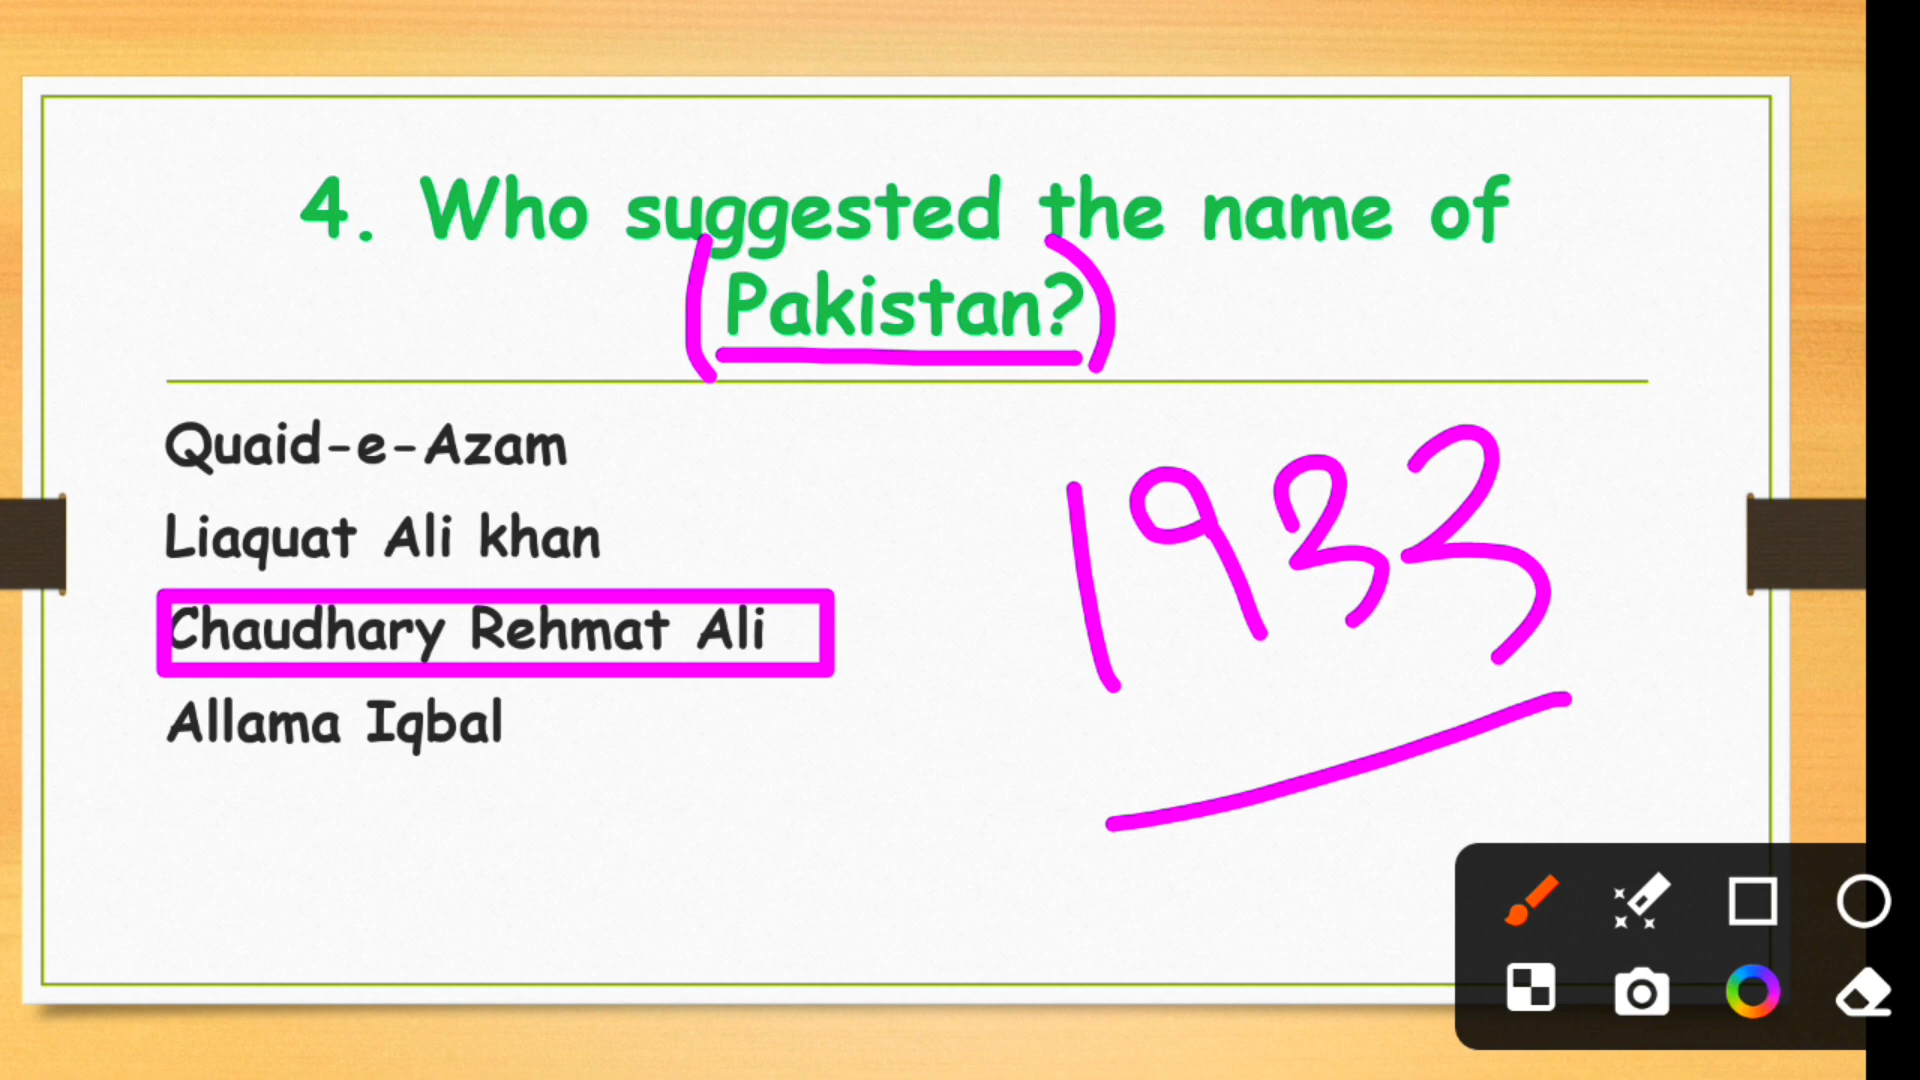 4. Who suggested the name of
(Pakistan?)
Quaid-e-Azam
Liaquat Ali khan
Chaudhary Rehmat Ali
Allama Iqbal
1933